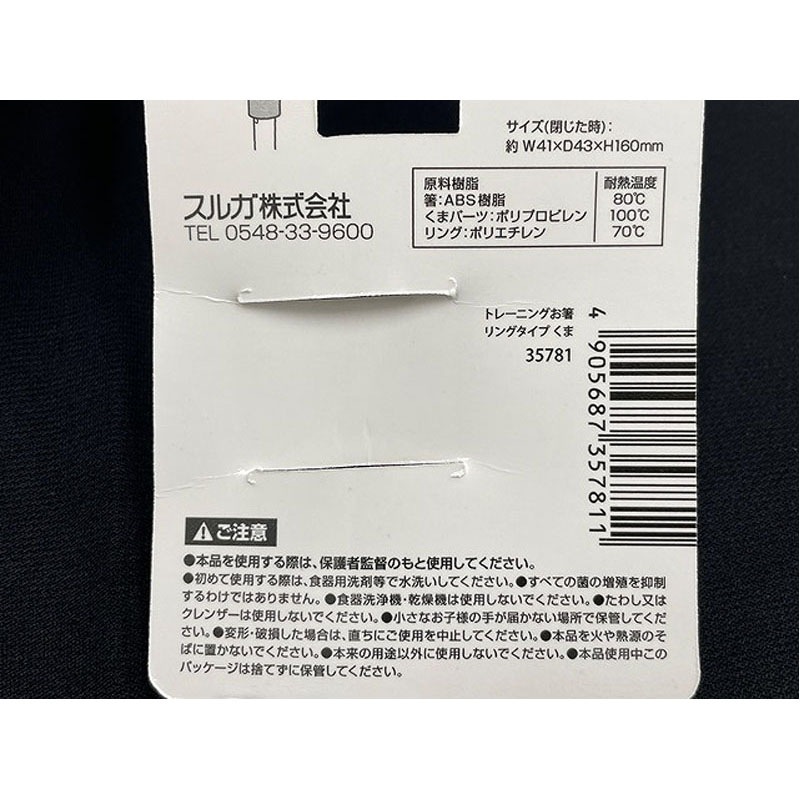 サイズ(閉じた時):
約 W41×D43×H160mm
原料樹脂 耐熱温度
箸:ABS樹脂 80℃
くまパーツ:ポリプロピレン 100℃
リング:ポリエチレン 70℃
スルガ株式会社
TEL 0548-33-9600
トレーニングお箸
リングタイプ くま
35781
4 905687 357811
ご注意
●本品を使用する際は、保護者監督のもと使用してください。
●初めて使用する際は、食器用洗剤等で水洗いしてください。●すべての菌の増殖を抑制
するわけではありません。●食器洗浄機・乾燥機は使用しないでください。●たわし又は
クレンザーは使用しないでください。●小さなお子様の手が届かない場所で保管してくだ
さい。●変形・破損した場合は、直ちにご使用を中止してください。●本品を火や熱源のそ
ばに置かないでください。●本来の用途以外に使用しないでください。●本品使用中この
パッケージは捨てずに保管してください。